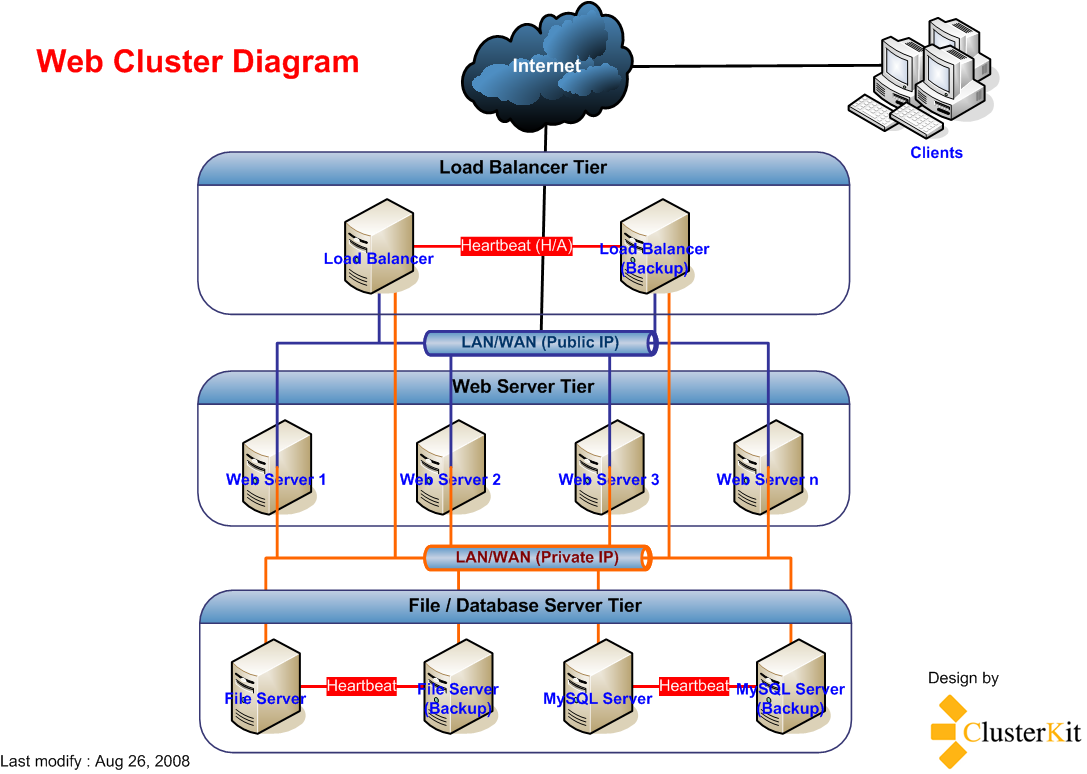 Web Cluster Diagram
Internet
Clients
Load Balancer Tier
Heartbeat (H/A)
Load Balancer
Load Balancer
(Backup)
LAN/WAN (Public IP)
Web Server Tier
Web Server 1
Web Server 2
Web Server 3
Web Server n
LAN/WAN (Private IP)
File / Database Server Tier
File Server
Heartbeat
File Server
(Backup)
MySQL Server
Heartbeat
MySQL Server
(Backup)
Design by
ClusterKit
Last modify : Aug 26, 2008